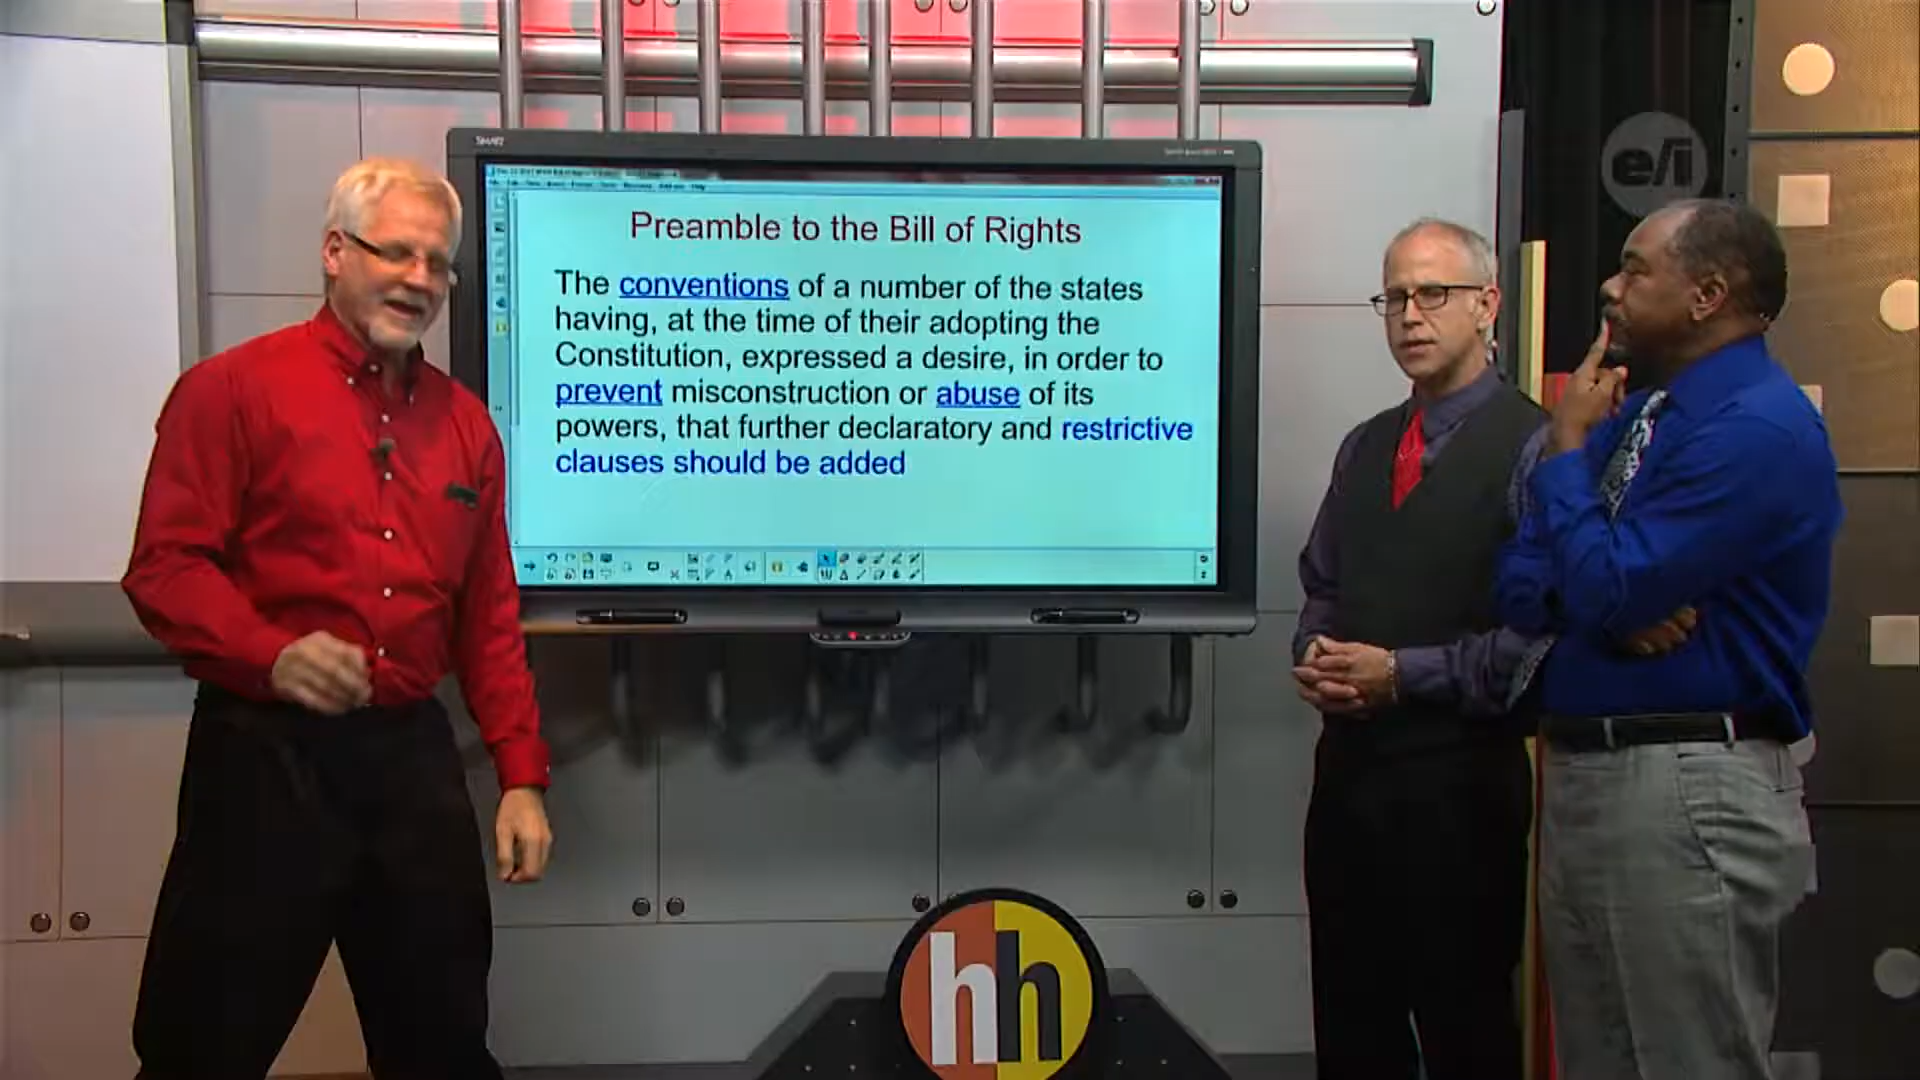 e/i
SMART
Preamble to the Bill of Rights
The conventions of a number of the states
having, at the time of their adopting the
Constitution, expressed a desire, in order to
prevent misconstruction or abuse of its
powers, that further declaratory and restrictive
clauses should be added
hh